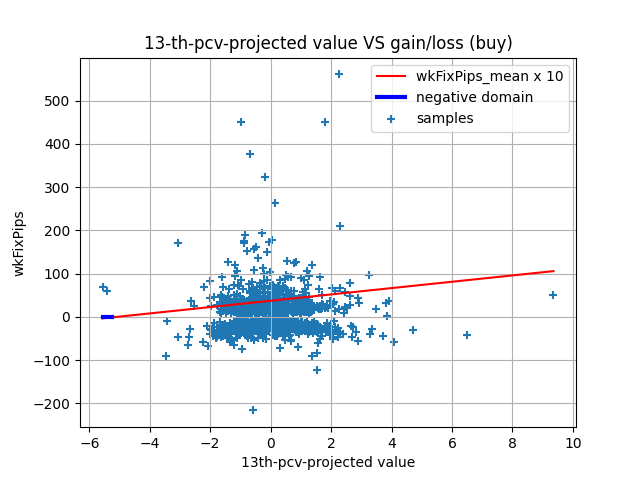 13-th-pcv-projected value VS gain/loss (buy)
wkFixPips_mean x 10
negative domain
samples
wkFixPips
500
400
300
200
100
0
−100
−200
−6 −4 −2 0 2 4 6 8 10
13th-pcv-projected value